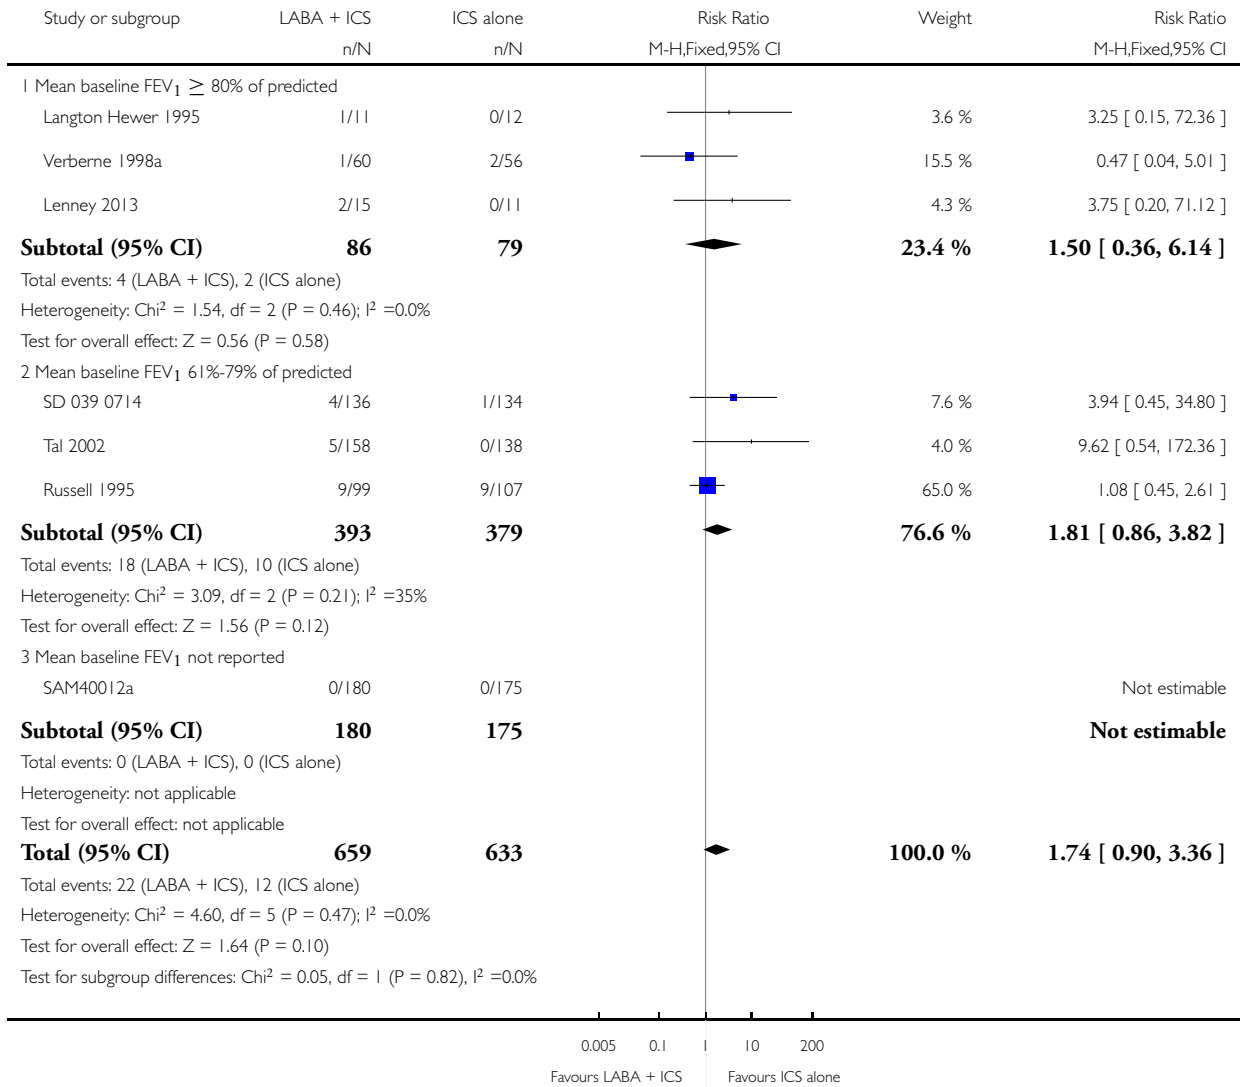 Study or subgroup LABA + ICS ICS alone Risk Ratio Weight Risk Ratio
n/N n/N M-H,Fixed,95% CI M-H,Fixed,95% CI
1 Mean baseline FEV1 ≥ 80% of predicted
Langton Hewer 1995 1/11 0/12 3.6 % 3.25 [ 0.15, 72.36 ]
Verberne 1998a 1/60 2/56 15.5 % 0.47 [ 0.04, 5.01 ]
Lenney 2013 2/15 0/11 4.3 % 3.75 [ 0.20, 71.12 ]
Subtotal (95% CI) 86 79 23.4 % 1.50 [ 0.36, 6.14 ]
Total events: 4 (LABA + ICS), 2 (ICS alone)
Heterogeneity: Chi² = 1.54, df = 2 (P = 0.46); I² =0.0%
Test for overall effect: Z = 0.56 (P = 0.58)
2 Mean baseline FEV1 61%-79% of predicted
SD 039 0714 4/136 1/134 7.6 % 3.94 [ 0.45, 34.80 ]
Tal 2002 5/158 0/138 4.0 % 9.62 [ 0.54, 172.36 ]
Russell 1995 9/99 9/107 65.0 % 1.08 [ 0.45, 2.61 ]
Subtotal (95% CI) 393 379 76.6 % 1.81 [ 0.86, 3.82 ]
Total events: 18 (LABA + ICS), 10 (ICS alone)
Heterogeneity: Chi² = 3.09, df = 2 (P = 0.21); I² =35%
Test for overall effect: Z = 1.56 (P = 0.12)
3 Mean baseline FEV1 not reported
SAM40012a 0/180 0/175 Not estimable
Subtotal (95% CI) 180 175 Not estimable
Total events: 0 (LABA + ICS), 0 (ICS alone)
Heterogeneity: not applicable
Test for overall effect: not applicable
Total (95% CI) 659 633 100.0 % 1.74 [ 0.90, 3.36 ]
Total events: 22 (LABA + ICS), 12 (ICS alone)
Heterogeneity: Chi² = 4.60, df = 5 (P = 0.47); I² =0.0%
Test for overall effect: Z = 1.64 (P = 0.10)
Test for subgroup differences: Chi² = 0.05, df = 1 (P = 0.82), I² =0.0%
0.005 0.1 1 10 200
Favours LABA + ICS Favours ICS alone